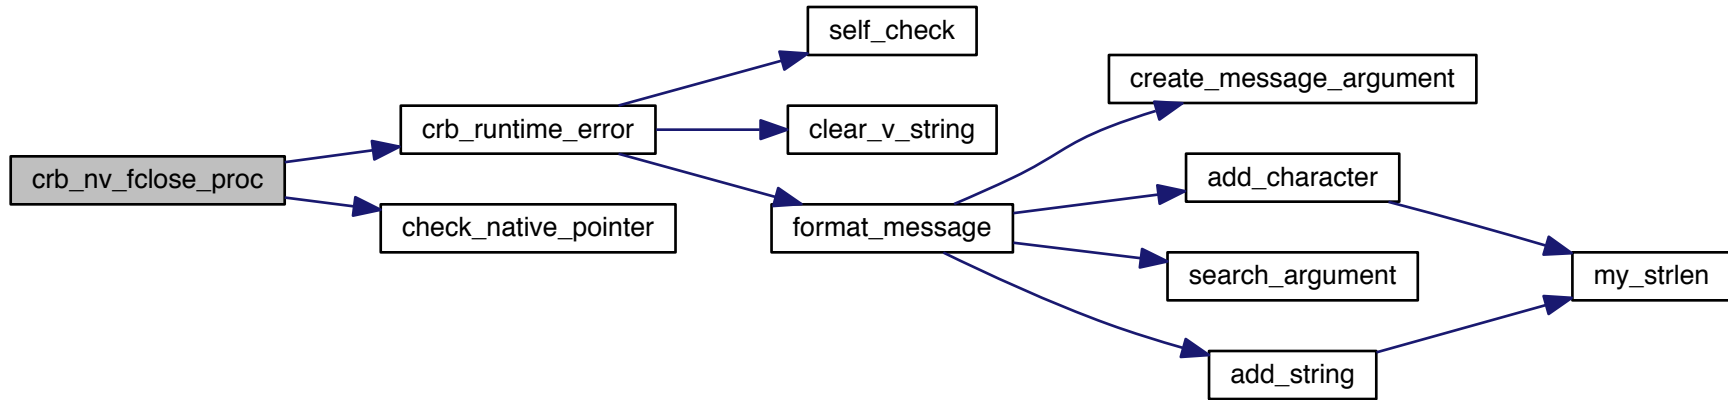 self_check
create_message_argument
crb_runtime_error
clear_v_string
crb_nv_fclose_proc
add_character
check_native_pointer
format_message
search_argument
my_strlen
add_string